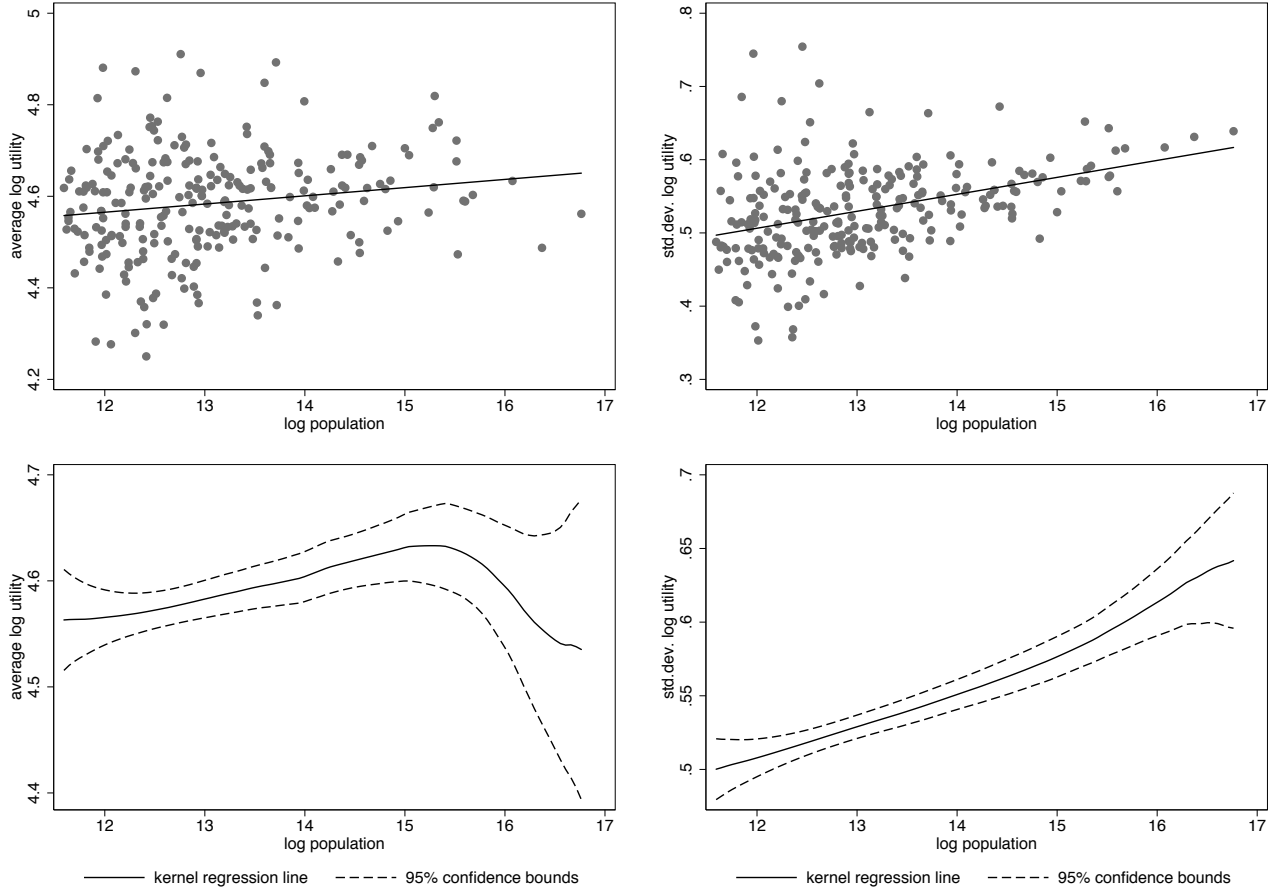 average log utility
5
4.8
4.6
4.4
4.2
12 13 14 15 16 17
log population
std.dev. log utility
.8
.7
.6
.5
.4
.3
12 13 14 15 16 17
log population
average log utility
4.7
4.6
4.5
4.4
12 13 14 15 16 17
log population
kernel regression line 95% confidence bounds
std.dev. log utility
.7
.65
.6
.55
.5
12 13 14 15 16 17
log population
kernel regression line 95% confidence bounds